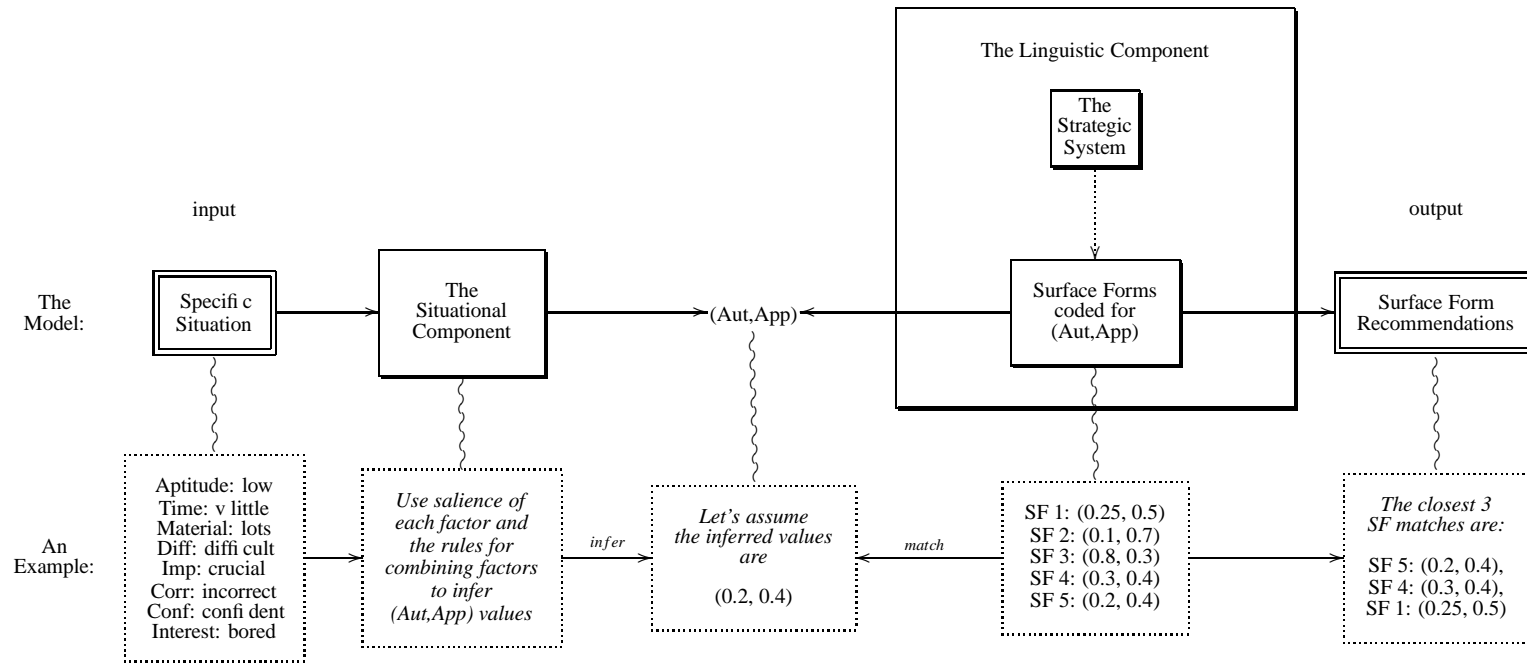 The Linguistic Component
The
Strategic
System
input
output
The
Model:
Specifi c
Situation
The
Situational
Component
(Aut,App)
Surface Forms
coded for
(Aut,App)
Surface Form
Recommendations
An
Example:
Aptitude: low
Time: v little
Material: lots
Diff: diffi cult
Imp: crucial
Corr: incorrect
Conf: confi dent
Interest: bored
Use salience of
each factor and
the rules for
combining factors
to infer
(Aut,App) values
infer
Let's assume
the inferred values
are
(0.2, 0.4)
match
SF 1: (0.25, 0.5)
SF 2: (0.1, 0.7)
SF 3: (0.8, 0.3)
SF 4: (0.3, 0.4)
SF 5: (0.2, 0.4)
The closest 3
SF matches are:
SF 5: (0.2, 0.4),
SF 4: (0.3, 0.4),
SF 1: (0.25, 0.5)